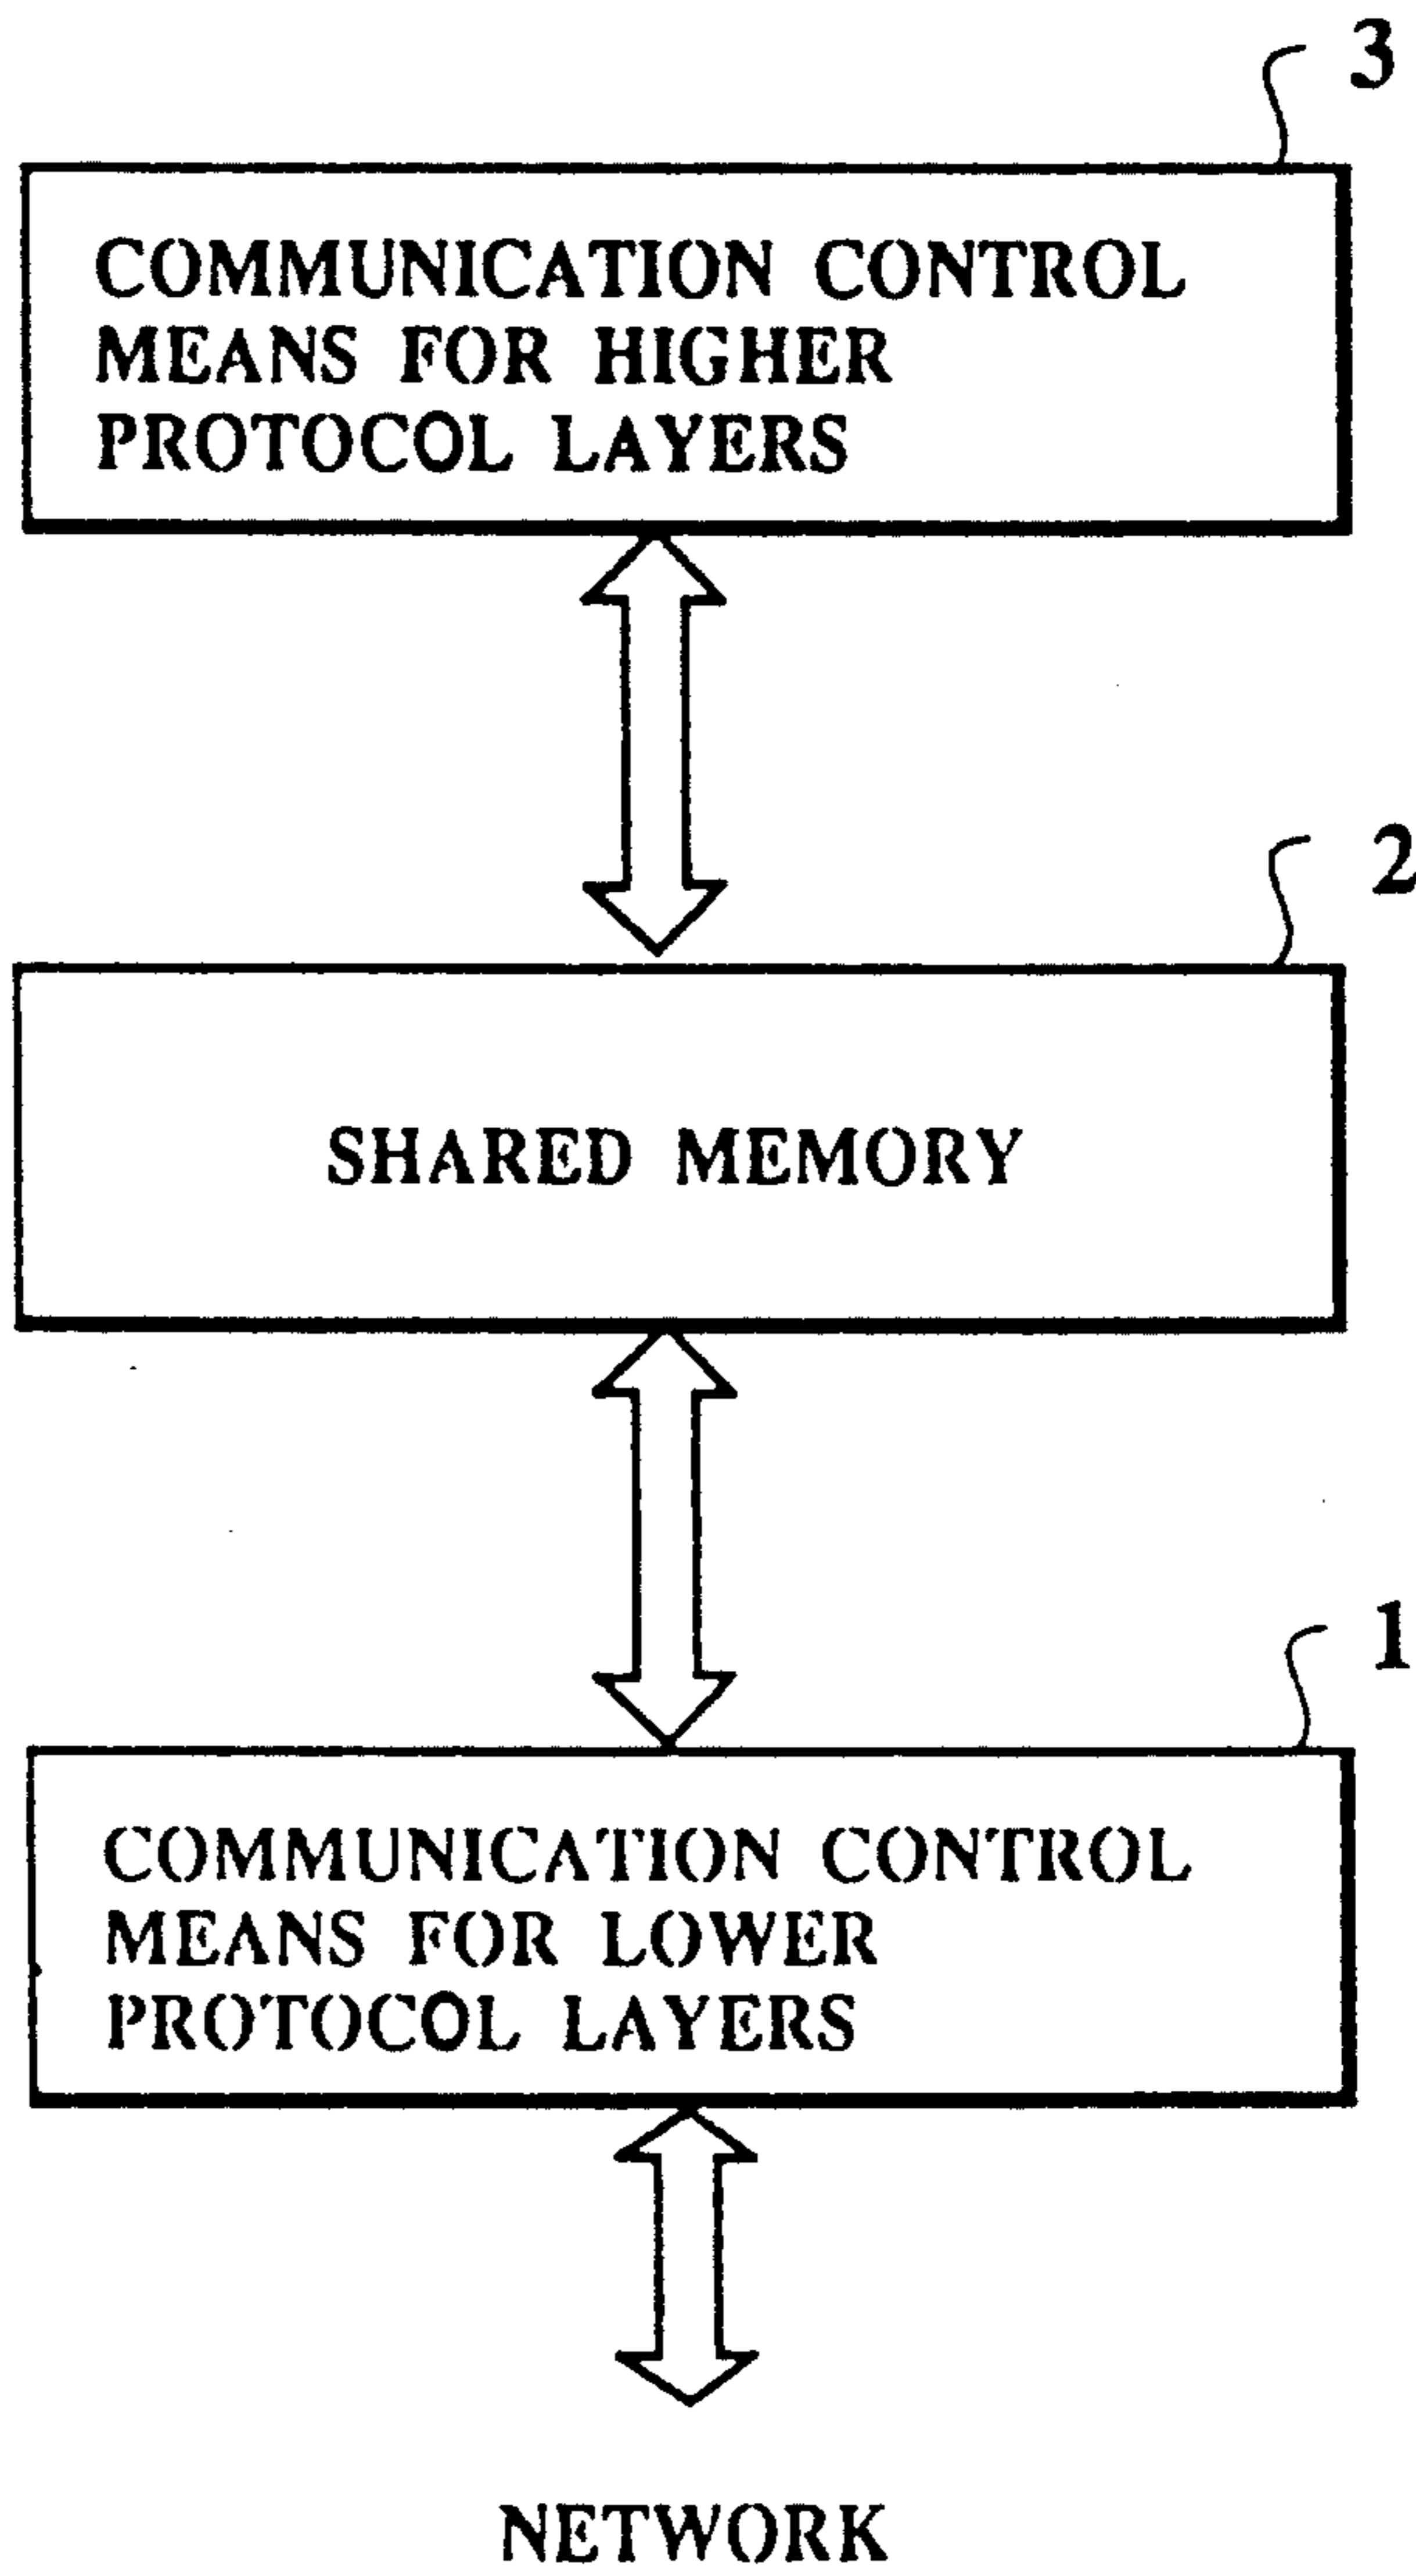 3
COMMUNICATION CONTROL
MEANS FOR HIGHER
PROTOCOL LAYERS
2
SHARED MEMORY
1
COMMUNICATION CONTROL
MEANS FOR LOWER
PROTOCOL LAYERS
NETWORK